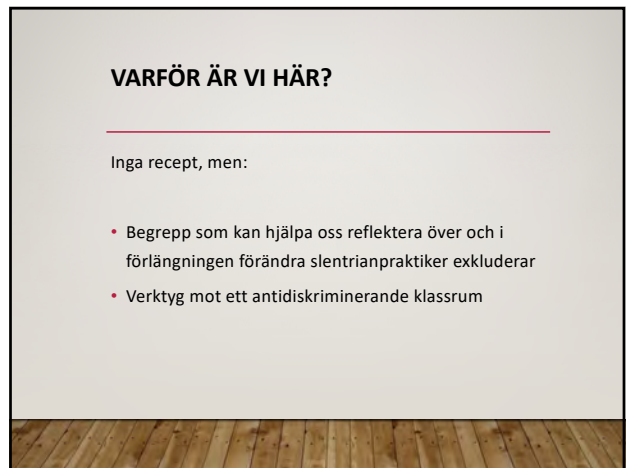 VARFÖR ÄR VI HÄR?
Inga recept, men:
• Begrepp som kan hjälpa oss reflektera över och i
förlängningen förändra slentrianpraktiker exkluderar
• Verktyg mot ett antidiskriminerande klassrum